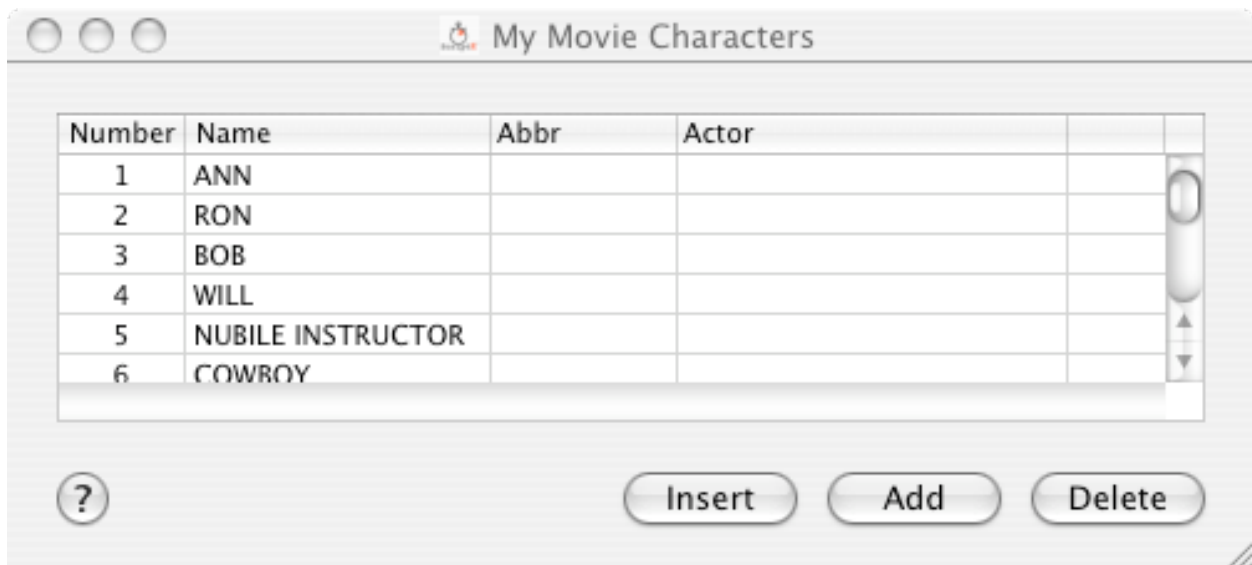 My Movie Characters
Number Name Abbr Actor
1 ANN
2 RON
3 BOB
4 WILL
5 NUBILE INSTRUCTOR
6 COWBOY
? Insert Add Delete